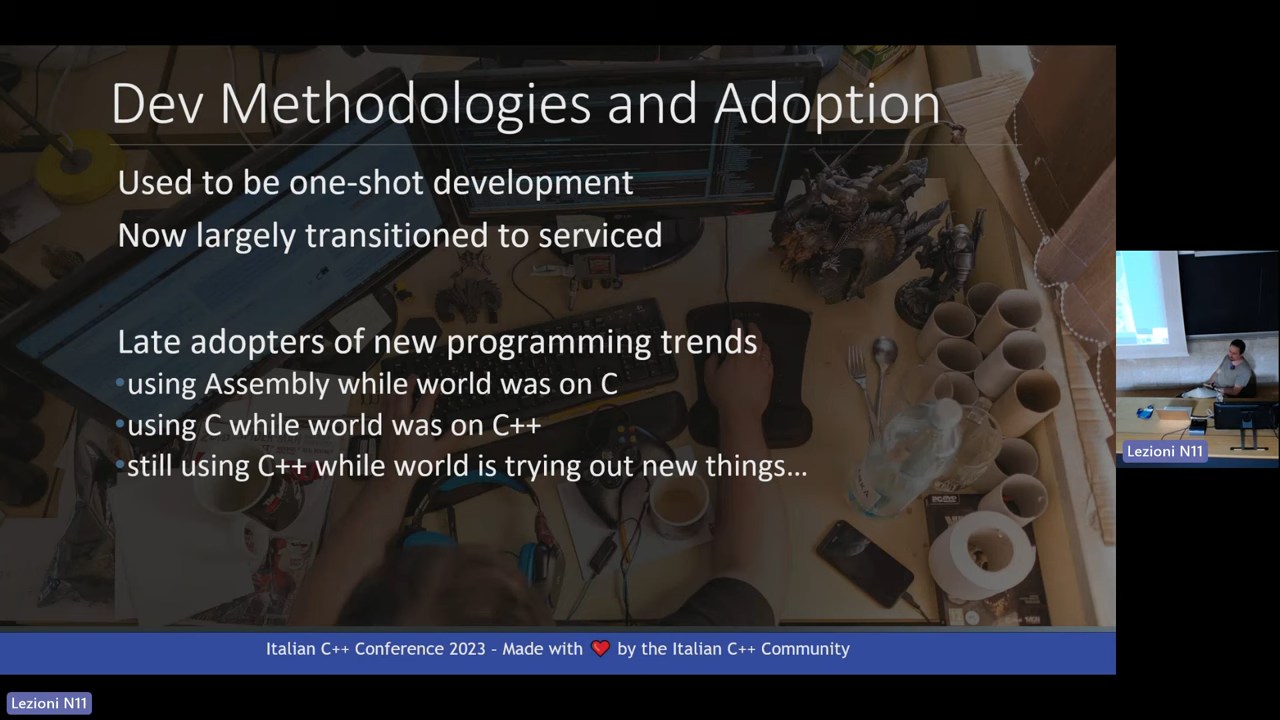 Dev Methodologies and Adoption
Used to be one-shot development
Now largely transitioned to serviced
Late adopters of new programming trends
•using Assembly while world was on C
•using C while world was on C++
•still using C++ while world is trying out new things...
Italian C++ Conference 2023 - Made with ❤ by the Italian C++ Community
Lezioni N11
Lezioni N11